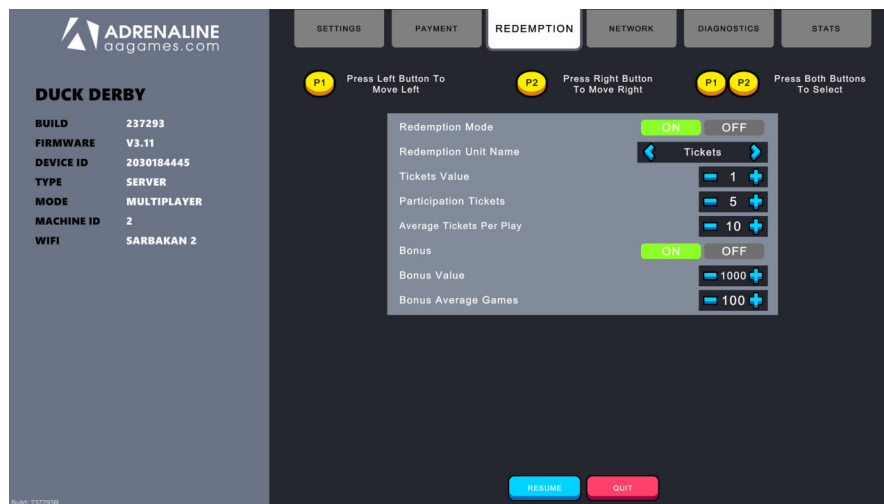 ADRENALINE
aagames.com
SETTINGS
PAYMENT
REDEMPTION
NETWORK
DIAGNOSTICS
STATS
P1 Press Left Button To
Move Left
P2 Press Right Button
To Move Right
P1 P2 Press Both Buttons
To Select
DUCK DERBY
BUILD 237293
FIRMWARE V3.11
DEVICE ID 2030184445
TYPE SERVER
MODE MULTIPLAYER
MACHINE ID 2
WIFI SARBAKAN 2
Redemption Mode ON OFF
Redemption Unit Name Tickets
Tickets Value 1
Participation Tickets 5
Average Tickets Per Play 10
Bonus ON OFF
Bonus Value 1000
Bonus Average Games 100
RESUME
QUIT
Build: 237293R